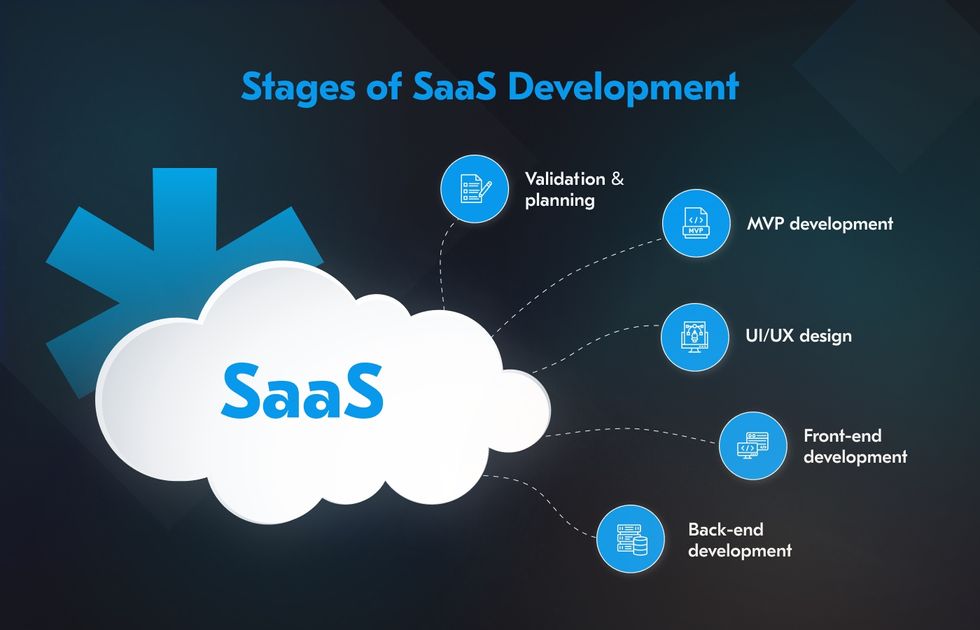 Stages of SaaS Development
Validation &
planning
MVP
MVP development
SaaS
UI/UX design
Front-end
development
Back-end
development